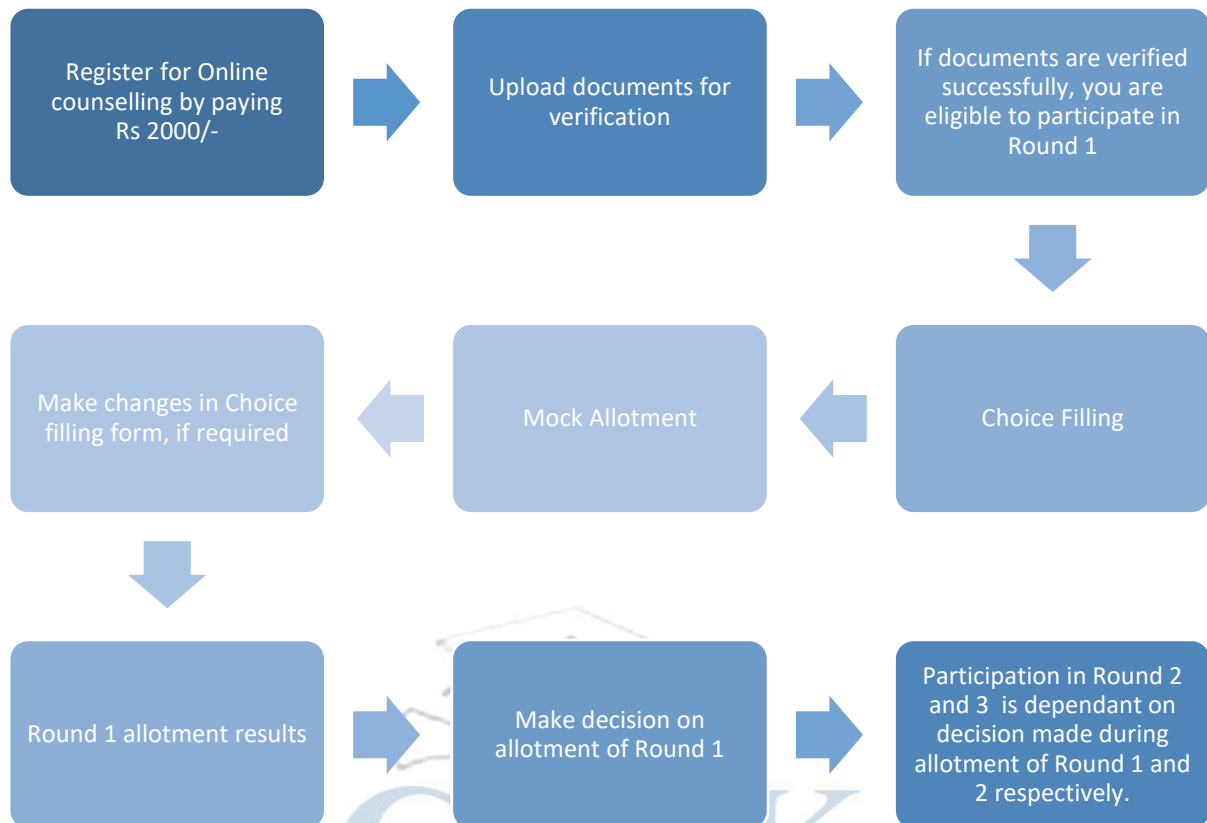 Register for Online
counselling by paying
Rs 2000/-
Upload documents for
verification
If documents are verified
successfully, you are
eligible to participate in
Round 1
Choice Filling
Mock Allotment
Make changes in Choice
filling form, if required
Round 1 allotment results
Make decision on
allotment of Round 1
Participation in Round 2
and 3 is dependant on
decision made during
allotment of Round 1 and
2 respectively.